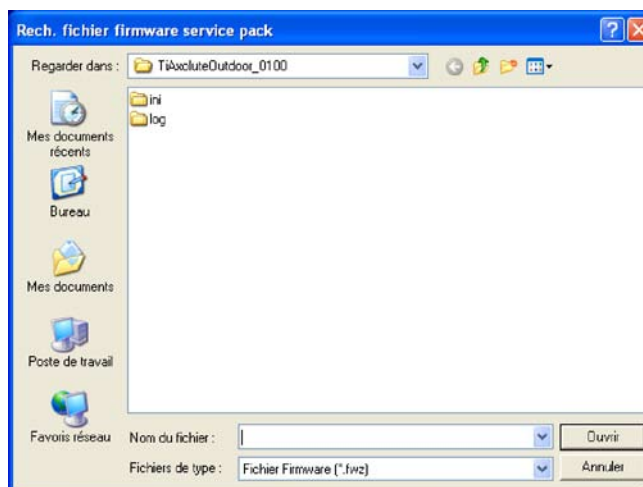 Rech. fichier firmware service pack
Regarder dans :
TiAxoluteOutdoor_0100
ini
log
Mes documents
récents
Bureau
Mes documents
Poste de travail
Favoris réseau
Nom du fichier :
Ouvrir
Fichiers de type :
Fichier Firmware (*.fwz)
Annuler